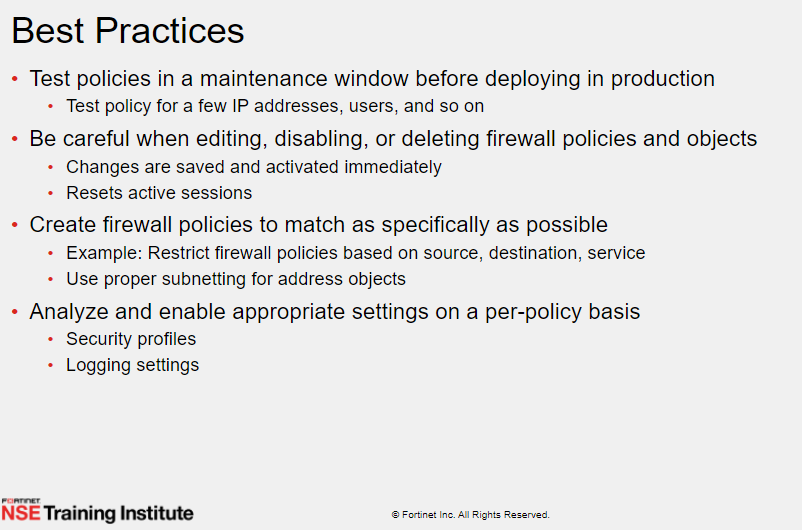 Best Practices
• Test policies in a maintenance window before deploying in production
• Test policy for a few IP addresses, users, and so on
• Be careful when editing, disabling, or deleting firewall policies and objects
• Changes are saved and activated immediately
• Resets active sessions
• Create firewall policies to match as specifically as possible
• Example: Restrict firewall policies based on source, destination, service
• Use proper subnetting for address objects
• Analyze and enable appropriate settings on a per-policy basis
• Security profiles
• Logging settings
FORTINET
NSE Training Institute
© Fortinet Inc. All Rights Reserved.